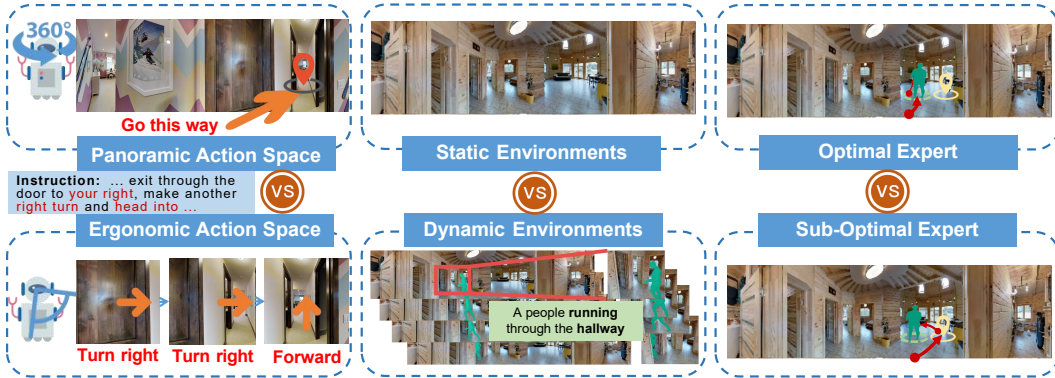 360°
Go this way
Panoramic Action Space
Instruction: ... exit through the
door to your right, make another
right turn and head into ...
VS
Ergonomic Action Space
Turn right
Turn right
Forward
Static Environments
VS
Dynamic Environments
A people running
through the hallway
Optimal Expert
VS
Sub-Optimal Expert